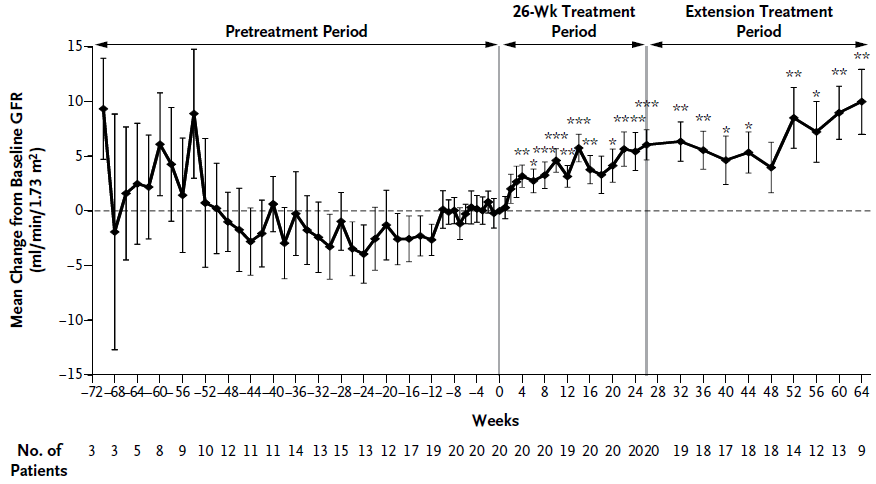 26-Wk Treatment Period
Extension Treatment Period
Pretreatment Period
Mean Change from Baseline GFR
(ml/min/1.73 m²)
15
10
5
0
−5
−10
−15
** * *** *** ** *** ** * ** ** *** ** ** * * ** * ** **
−72 −68 −64 −60 −56 −52 −48 −44 −40 −36 −32 −28 −24 −20 −16 −12 −8 −4 0 4 8 12 16 20 24 28 32 36 40 44 48 52 56 60 64
Weeks
No. of Patients
3 3 5 8 9 10 12 11 11 14 13 15 13 12 17 19 20 20 20 20 20 19 20 20 20 20 19 18 17 18 18 14 12 13 9